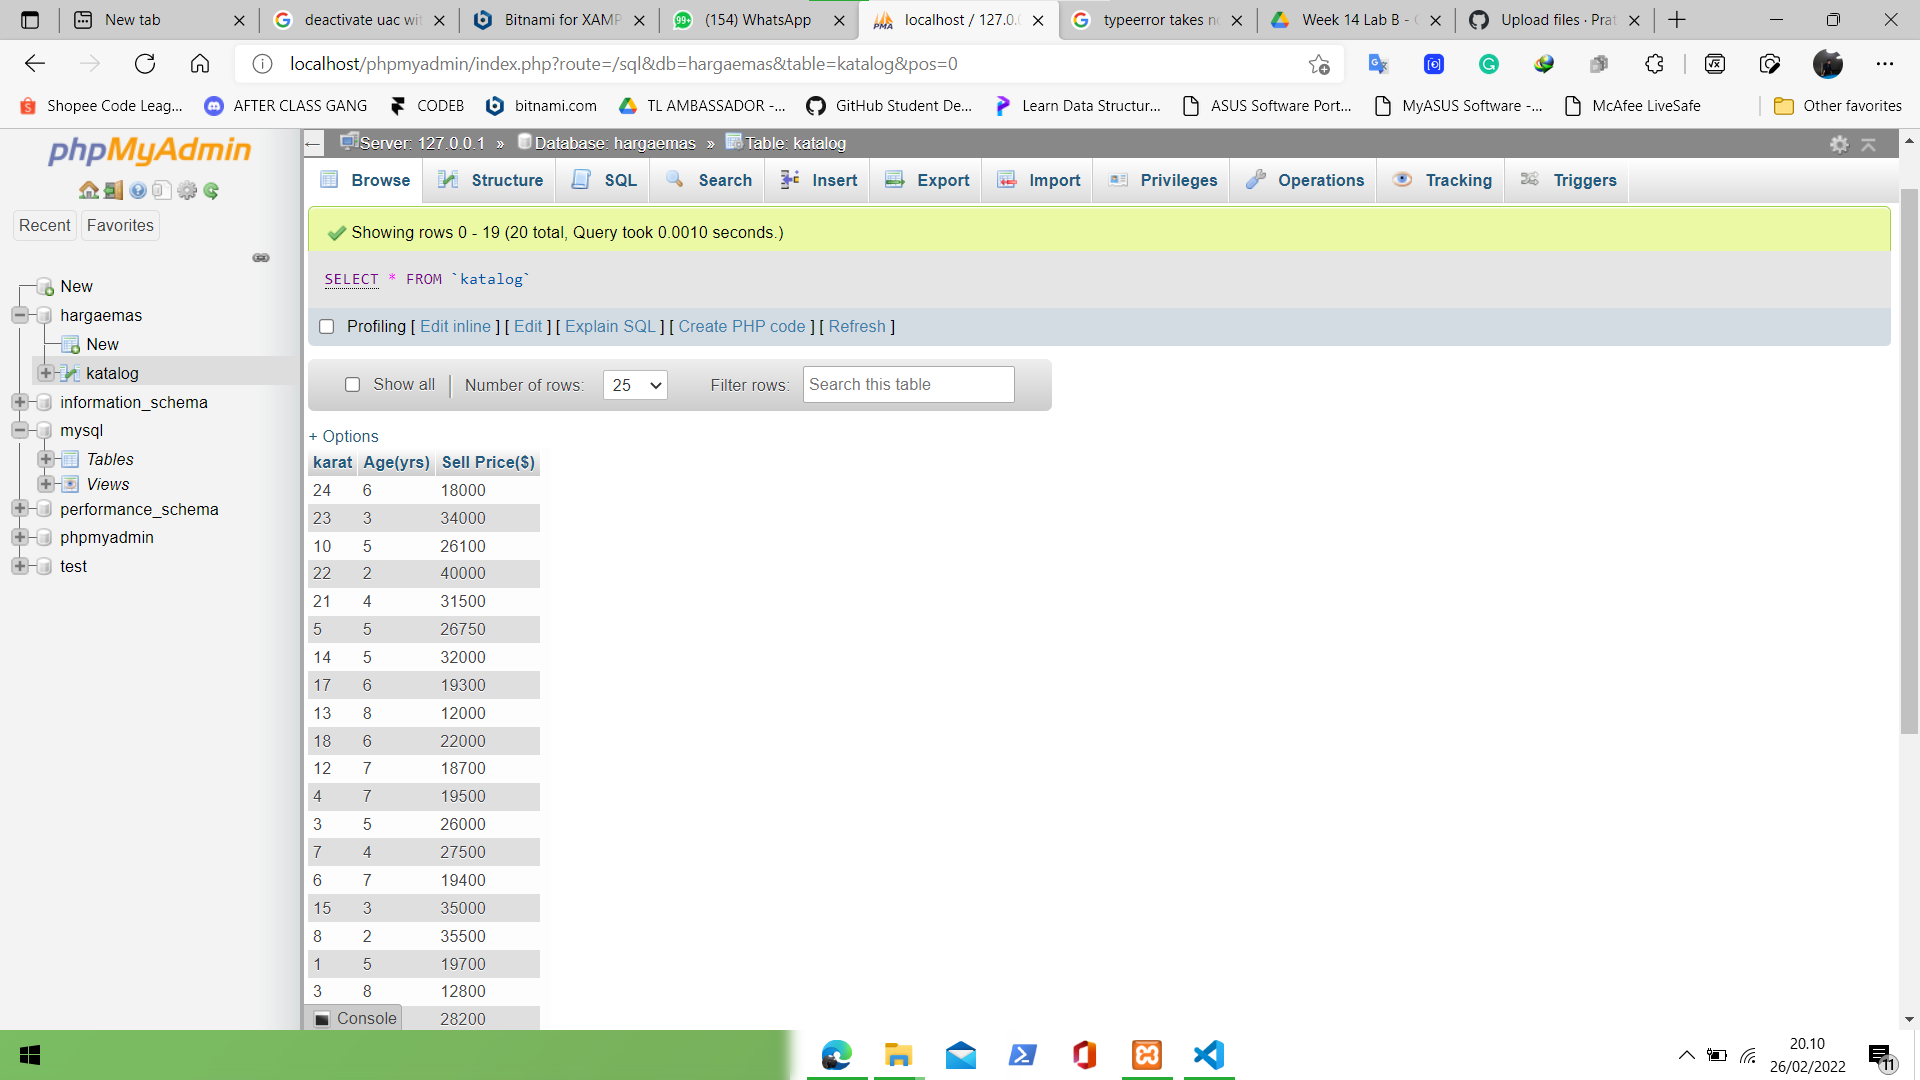 New tab
deactivate uac wit
Bitnami for XAMP
99+
(154) WhatsApp
PMA
localhost / 127.0.0
typeerror takes no
Week 14 Lab B - 
Upload files · Prat
localhost/phpmyadmin/index.php?route=/sql&db=hargaemas&table=katalog&pos=0
Shopee Code Leag...
AFTER CLASS GANG
CODEB
bitnami.com
TL AMBASSADOR -...
GitHub Student De...
Learn Data Structur...
ASUS Software Port...
MyASUS Software -...
McAfee LiveSafe
Other favorites
phpMyAdmin
Recent
Favorites
New
hargaemas
New
katalog
information_schema
mysql
Tables
Views
performance_schema
phpmyadmin
test
Server: 127.0.0.1 » Database: hargaemas » Table: katalog
Browse
Structure
SQL
Search
Insert
Export
Import
Privileges
Operations
Tracking
Triggers
Showing rows 0 - 19 (20 total, Query took 0.0010 seconds.)
SELECT * FROM `katalog`
Profiling [ Edit inline ] [ Edit ] [ Explain SQL ] [ Create PHP code ] [ Refresh ]
Show all
Number of rows:
25
Filter rows:
Search this table
+ Options
karat Age(yrs) Sell Price($)
24 6 18000
23 3 34000
10 5 26100
22 2 40000
21 4 31500
5 5 26750
14 5 32000
17 6 19300
13 8 12000
18 6 22000
12 7 18700
4 7 19500
3 5 26000
7 4 27500
6 7 19400
15 3 35000
8 2 35500
1 5 19700
3 8 12800
Console 28200
20.10
26/02/2022
11